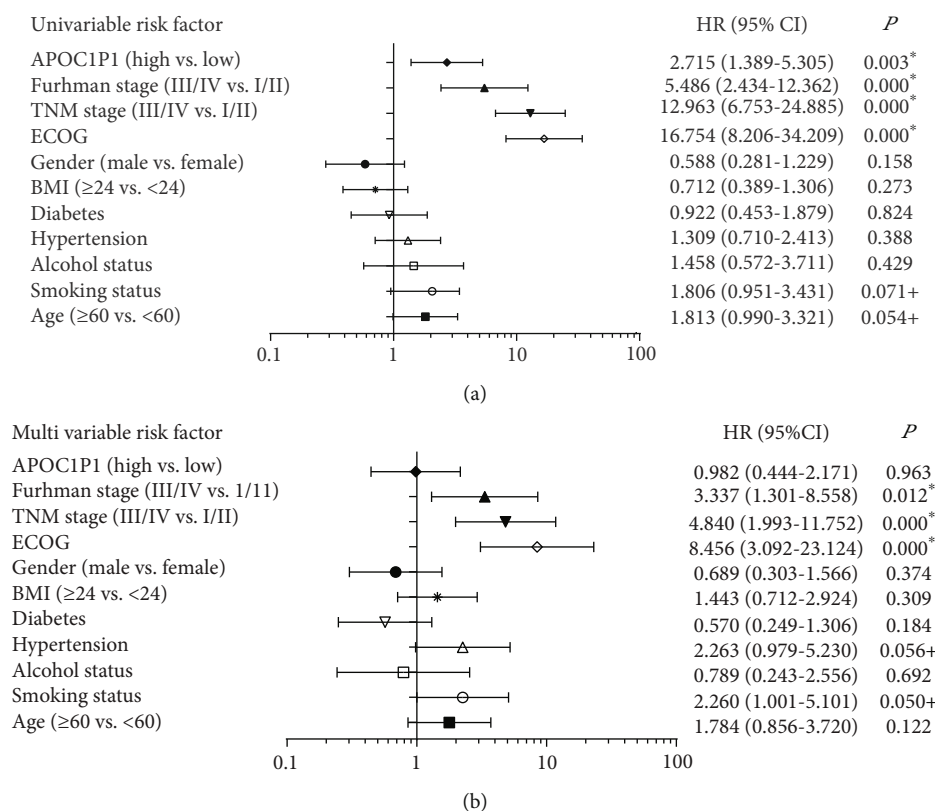 Univariable risk factor HR (95% CI) P
APOC1P1 (high vs. low) 2.715 (1.389-5.305) 0.003*
Furhman stage (III/IV vs. I/II) 5.486 (2.434-12.362) 0.000*
TNM stage (III/IV vs. I/II) 12.963 (6.753-24.885) 0.000*
ECOG 16.754 (8.206-34.209) 0.000*
Gender (male vs. female) 0.588 (0.281-1.229) 0.158
BMI (≥24 vs. <24) 0.712 (0.389-1.306) 0.273
Diabetes 0.922 (0.453-1.879) 0.824
Hypertension 1.309 (0.710-2.413) 0.388
Alcohol status 1.458 (0.572-3.711) 0.429
Smoking status 1.806 (0.951-3.431) 0.071+
Age (≥60 vs. <60) 1.813 (0.990-3.321) 0.054+
0.1 1 10 100
(a)
Multi variable risk factor HR (95%CI) P
APOC1P1 (high vs. low) 0.982 (0.444-2.171) 0.963
Furhman stage (III/IV vs. 1/11) 3.337 (1.301-8.558) 0.012*
TNM stage (III/IV vs. I/II) 4.840 (1.993-11.752) 0.000*
ECOG 8.456 (3.092-23.124) 0.000*
Gender (male vs. female) 0.689 (0.303-1.566) 0.374
BMI (≥24 vs. <24) 1.443 (0.712-2.924) 0.309
Diabetes 0.570 (0.249-1.306) 0.184
Hypertension 2.263 (0.979-5.230) 0.056+
Alcohol status 0.789 (0.243-2.556) 0.692
Smoking status 2.260 (1.001-5.101) 0.050+
Age (≥60 vs. <60) 1.784 (0.856-3.720) 0.122
0.1 1 10 100
(b)